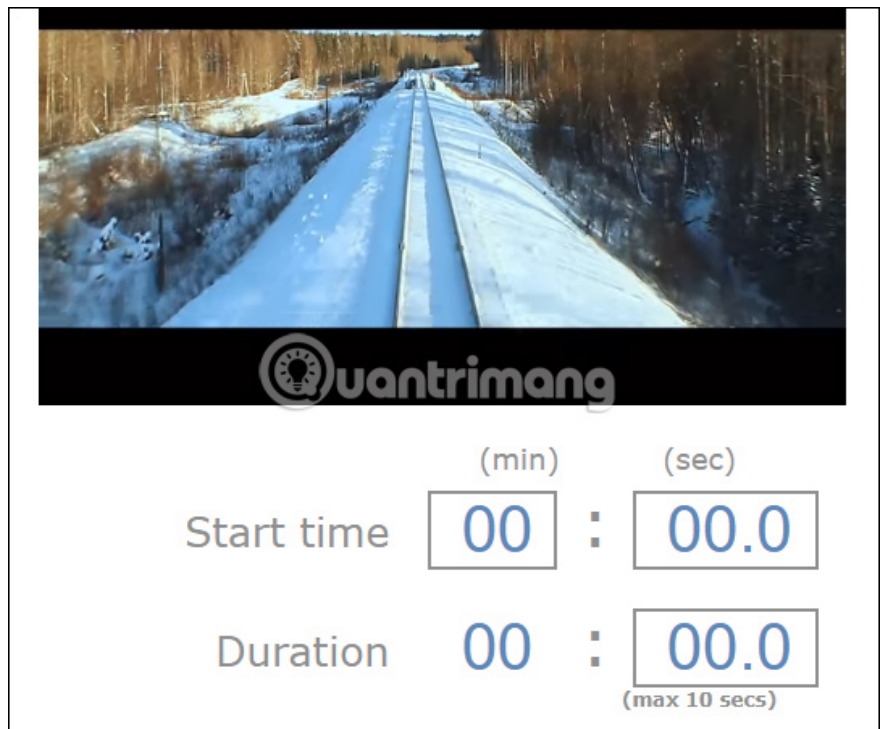 Quantrimang
(min) (sec)
Start time 00 : 00.0
Duration 00 : 00.0
(max 10 secs)